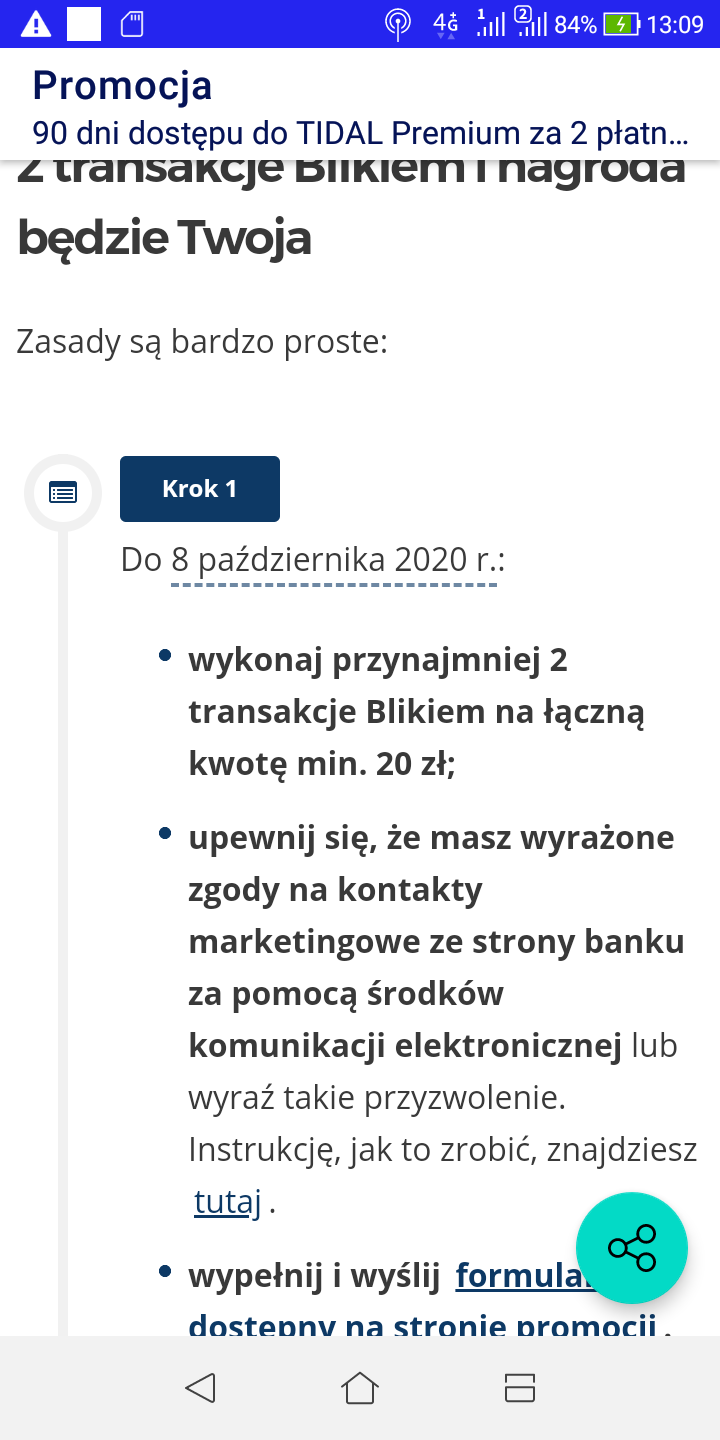 4G 1 2 84% 13:09
Promocja
90 dni dostępu do TIDAL Premium za 2 płatn...
2 transakcje Blikiem i nagroda
będzie Twoja
Zasady są bardzo proste:
Krok 1
Do 8 października 2020 r.:
wykonaj przynajmniej 2
transakcje Blikiem na łączną
kwotę min. 20 zł;
upewnij się, że masz wyrażone
zgody na kontakty
marketingowe ze strony banku
za pomocą środków
komunikacji elektronicznej lub
wyraź takie przyzwolenie.
Instrukcję, jak to zrobić, znajdziesz
tutaj .
wypełnij i wyślij
dostępny na stronie promocji .